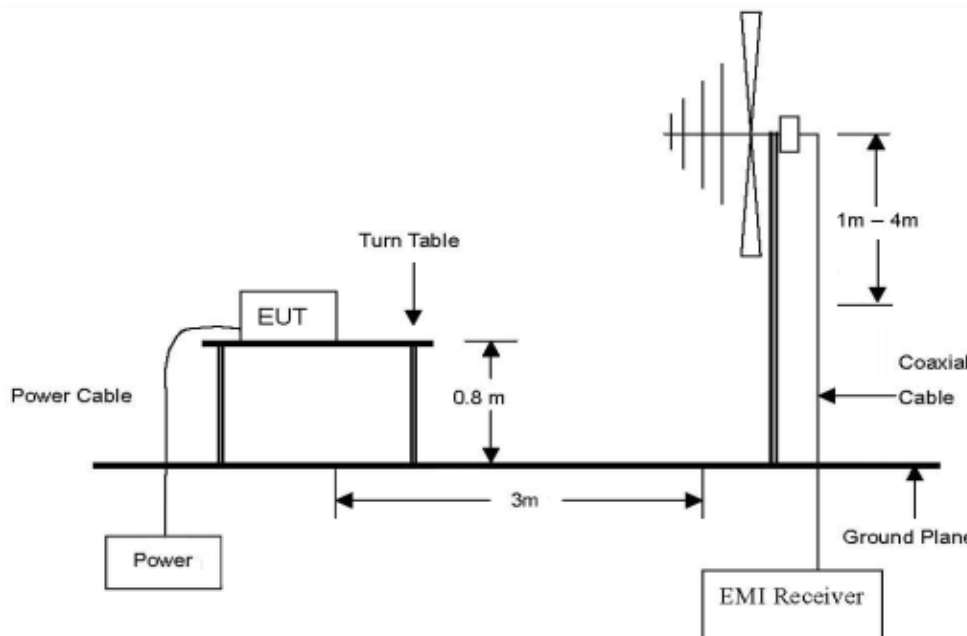 1m – 4m
Turn Table
EUT
Coaxial
Cable
Power Cable
0.8 m
3m
Ground Plane
Power
EMI Receiver